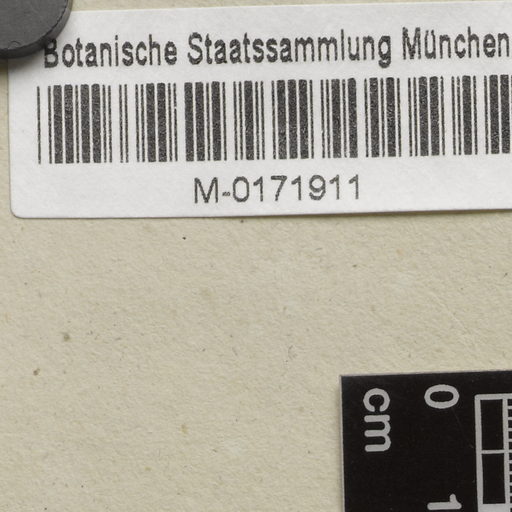 Botanische Staatssammlung München
M-0171911
cm
0
1